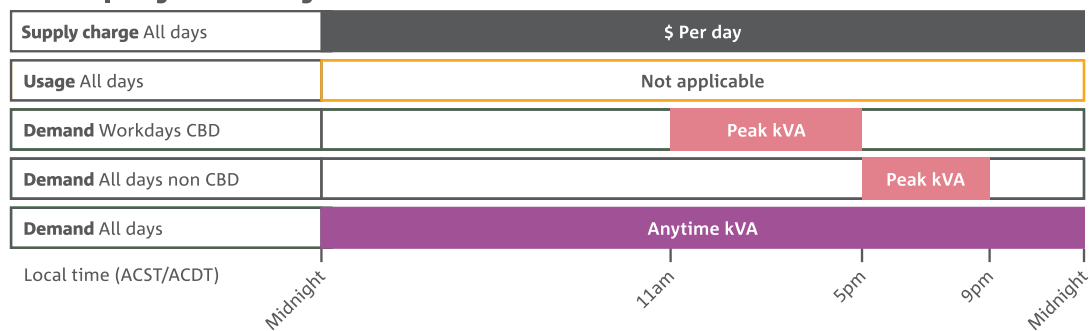 Supply charge All days
$ Per day
Usage All days
Not applicable
Demand Workdays CBD
Peak kVA
Demand All days non CBD
Peak kVA
Demand All days
Anytime kVA
Local time (ACST/ACDT)
Midnight
11am
5pm
9pm
Midnight